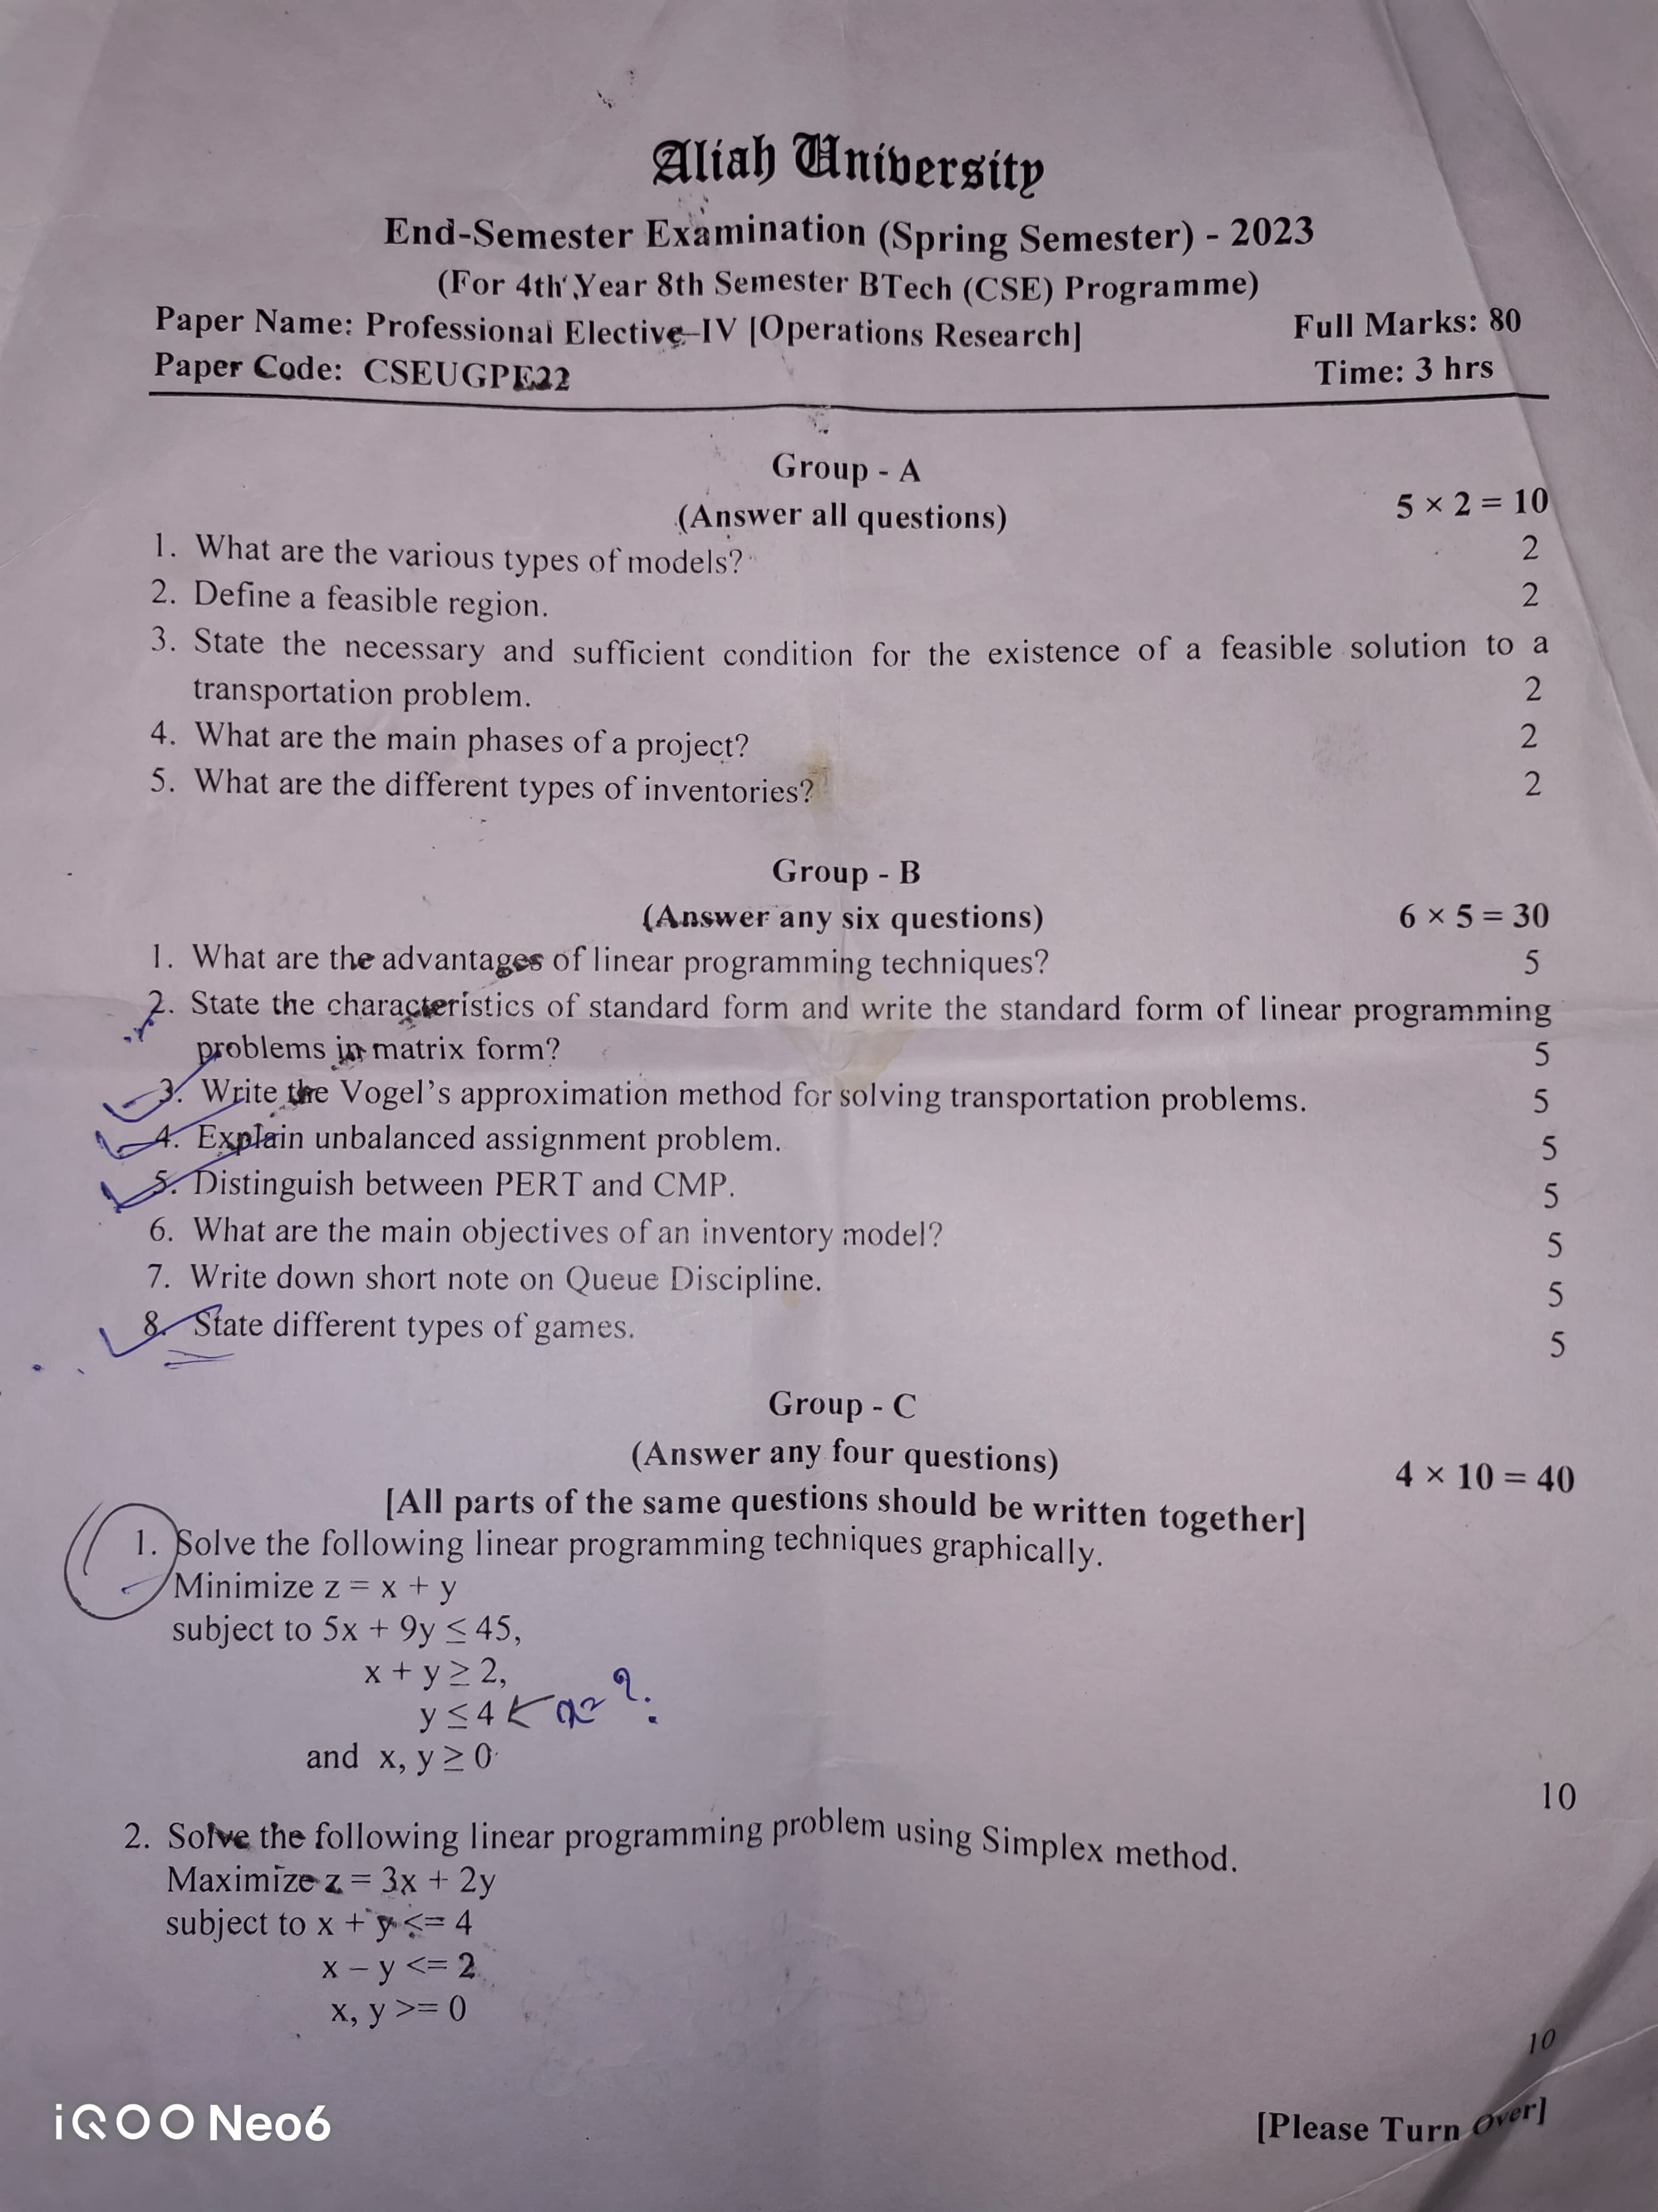 Aliah University
End-Semester Examination (Spring Semester) - 2023
(For 4th Year 8th Semester BTech (CSE) Programme)
Paper Name: Professional Elective-IV [Operations Research]
Full Marks: 80
Paper Code: CSEUGPE22
Time: 3 hrs
Group - A
(Answer all questions)
5 × 2 = 10
1. What are the various types of models?
2
2. Define a feasible region.
2
3. State the necessary and sufficient condition for the existence of a feasible solution to a
transportation problem.
2
4. What are the main phases of a project?
2
5. What are the different types of inventories?
2
Group - B
(Answer any six questions)
6 × 5 = 30
1. What are the advantages of linear programming techniques?
5
2. State the characteristics of standard form and write the standard form of linear programming
problems in matrix form?
5
3. Write the Vogel's approximation method for solving transportation problems.
5
4. Explain unbalanced assignment problem.
5
5. Distinguish between PERT and CMP.
5
6. What are the main objectives of an inventory model?
5
7. Write down short note on Queue Discipline.
5
8. State different types of games.
5
Group - C
(Answer any four questions)
4 × 10 = 40
[All parts of the same questions should be written together]
1. Solve the following linear programming techniques graphically.
Minimize z = x + y
subject to 5x + 9y ≤ 45,
x + y ≥ 2,
y ≤ 4
and x, y ≥ 0
10
2. Solve the following linear programming problem using Simplex method.
Maximize z = 3x + 2y
subject to x + y <= 4
x – y <= 2
x, y >= 0
10
[Please Turn Over]
iQOO Neo6